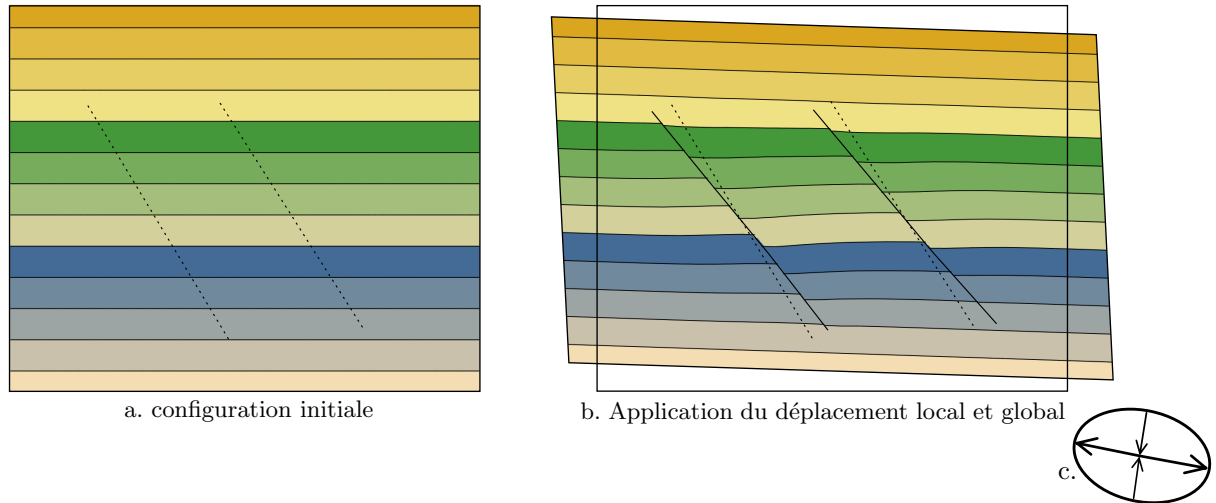 a. configuration initiale
b. Application du déplacement local et global
c.